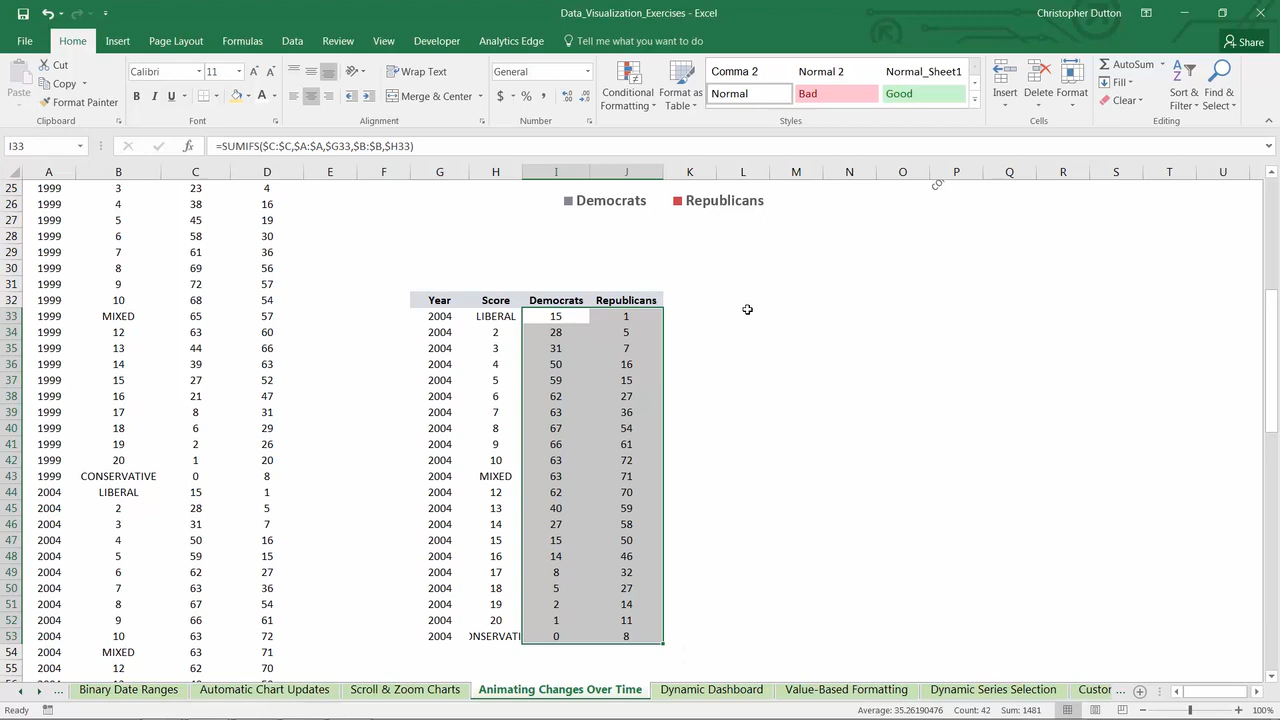 Data_Visualization_Exercises - Excel
Christopher Dutton
File Home Insert Page Layout Formulas Data Review View Developer Analytics Edge Tell me what you want to do Share
Cut
Copy
Format Painter
Paste
Clipboard
Calibri 11
B I U
Font
Wrap Text
Merge & Center
Alignment
General
$ % ,
Number
Conditional Formatting
Format as Table
Comma 2 Normal 2 Normal_Sheet1
Normal Bad Good
Styles
Insert Delete Format
Cells
AutoSum
Fill
Clear
Sort & Filter
Find & Select
Editing
I33 fx =SUMIFS($C:$C,$A:$A,$G33,$B:$B,$H33)
A B C D E F G H I J K L M N O P Q R S T U
25 1999 3 23 4
26 1999 4 38 16 Democrats Republicans
27 1999 5 45 19
28 1999 6 58 30
29 1999 7 61 36
30 1999 8 69 56
31 1999 9 72 57
32 1999 10 68 54 Year Score Democrats Republicans
33 1999 MIXED 65 57 2004 LIBERAL 15 1
34 1999 12 63 60 2004 2 28 5
35 1999 13 44 66 2004 3 31 7
36 1999 14 39 63 2004 4 50 16
37 1999 15 27 52 2004 5 59 15
38 1999 16 21 47 2004 6 62 27
39 1999 17 8 31 2004 7 63 36
40 1999 18 6 29 2004 8 67 54
41 1999 19 2 26 2004 9 66 61
42 1999 20 1 20 2004 10 63 72
43 1999 CONSERVATIVE 0 8 2004 MIXED 63 71
44 2004 LIBERAL 15 1 2004 12 62 70
45 2004 2 28 5 2004 13 40 59
46 2004 3 31 7 2004 14 27 58
47 2004 4 50 16 2004 15 15 50
48 2004 5 59 15 2004 16 14 46
49 2004 6 62 27 2004 17 8 32
50 2004 7 63 36 2004 18 5 27
51 2004 8 67 54 2004 19 2 14
52 2004 9 66 61 2004 20 1 11
53 2004 10 63 72 2004 ONSERVATI 0 8
54 2004 MIXED 63 71
55 2004 12 62 70
... Binary Date Ranges Automatic Chart Updates Scroll & Zoom Charts Animating Changes Over Time Dynamic Dashboard Value-Based Formatting Dynamic Series Selection Custor ...
Ready Average: 35.26190476 Count: 42 Sum: 1481 100%